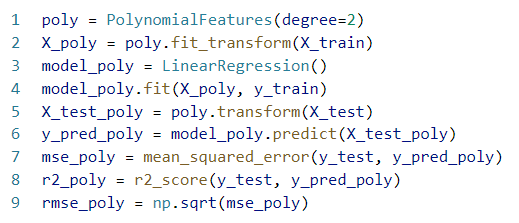 1 poly = PolynomialFeatures(degree=2)
2 X_poly = poly.fit_transform(X_train)
3 model_poly = LinearRegression()
4 model_poly.fit(X_poly, y_train)
5 X_test_poly = poly.transform(X_test)
6 y_pred_poly = model_poly.predict(X_test_poly)
7 mse_poly = mean_squared_error(y_test, y_pred_poly)
8 r2_poly = r2_score(y_test, y_pred_poly)
9 rmse_poly = np.sqrt(mse_poly)